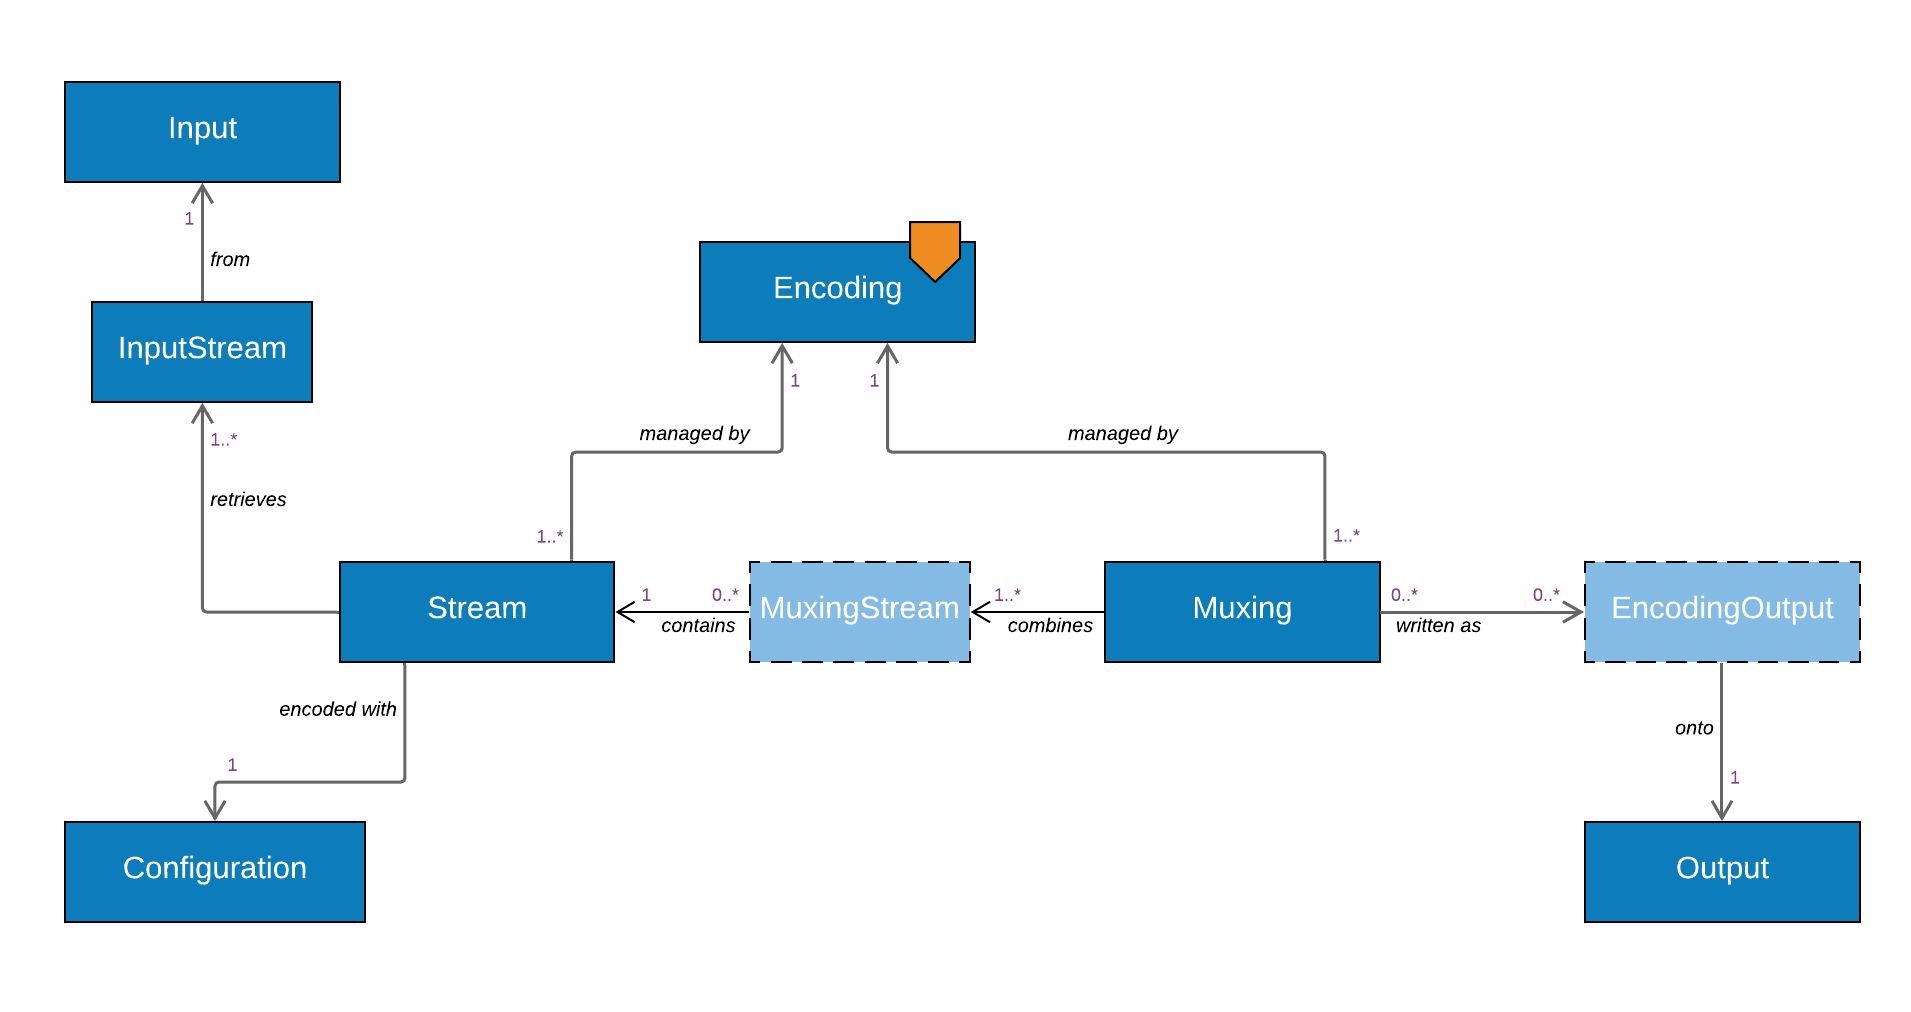 Input
1
from
InputStream
1..*
retrieves
Encoding
1
1
managed by
managed by
1..*
1..*
Stream
1
0..*
contains
MuxingStream
1..*
combines
Muxing
0..*
0..*
written as
EncodingOutput
encoded with
1
Configuration
onto
1
Output